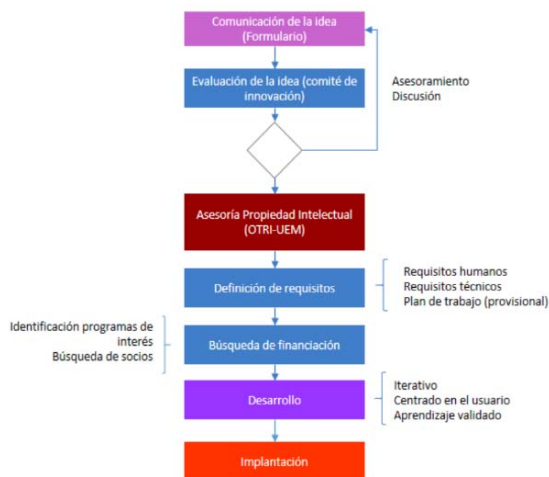 Comunicación de la idea
(Formulario)
Evaluación de la idea (comité de
innovación)
Asesoramiento
Discusión
Asesoría Propiedad Intelectual
(OTRI-UEM)
Definición de requisitos
Requisitos humanos
Requisitos técnicos
Plan de trabajo (provisional)
Identificación programas de
interés
Búsqueda de socios
Búsqueda de financiación
Desarrollo
Iterativo
Centrado en el usuario
Aprendizaje validado
Implantación